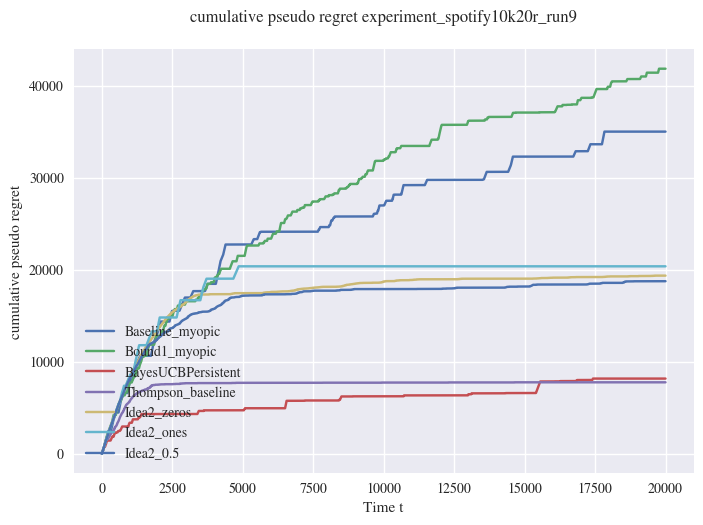 cumulative pseudo regret experiment_spotify10k20r_run9
cumulative pseudo regret
40000
30000
20000
10000
0
Baseline_myopic
Bound1_myopic
BayesUCBPersistent
Thompson_baseline
Idea2_zeros
Idea2_ones
Idea2_0.5
0 2500 5000 7500 10000 12500 15000 17500 20000
Time t